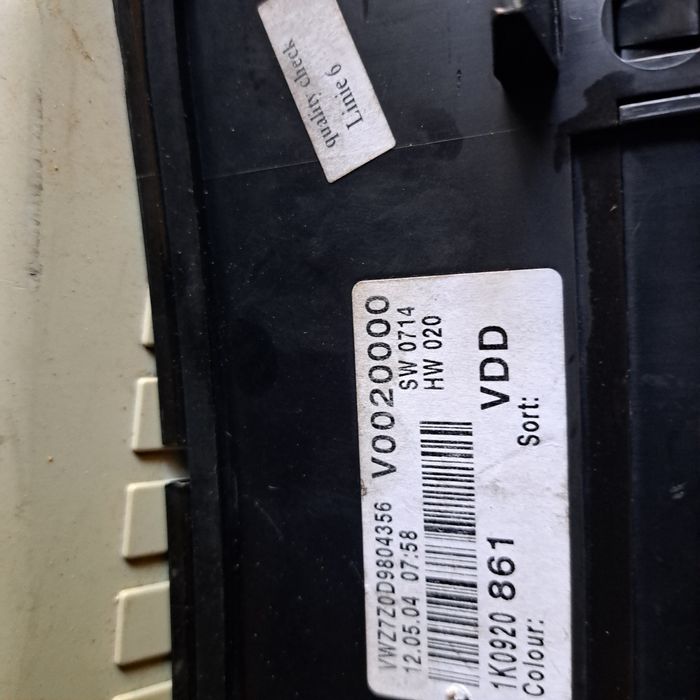 quality check
Linie 6
VWZ7Z0D9804356 V0020000
12.05.04 07:58 SW 0714
HW 020
1K0920 861 VDD
Colour: Sort: